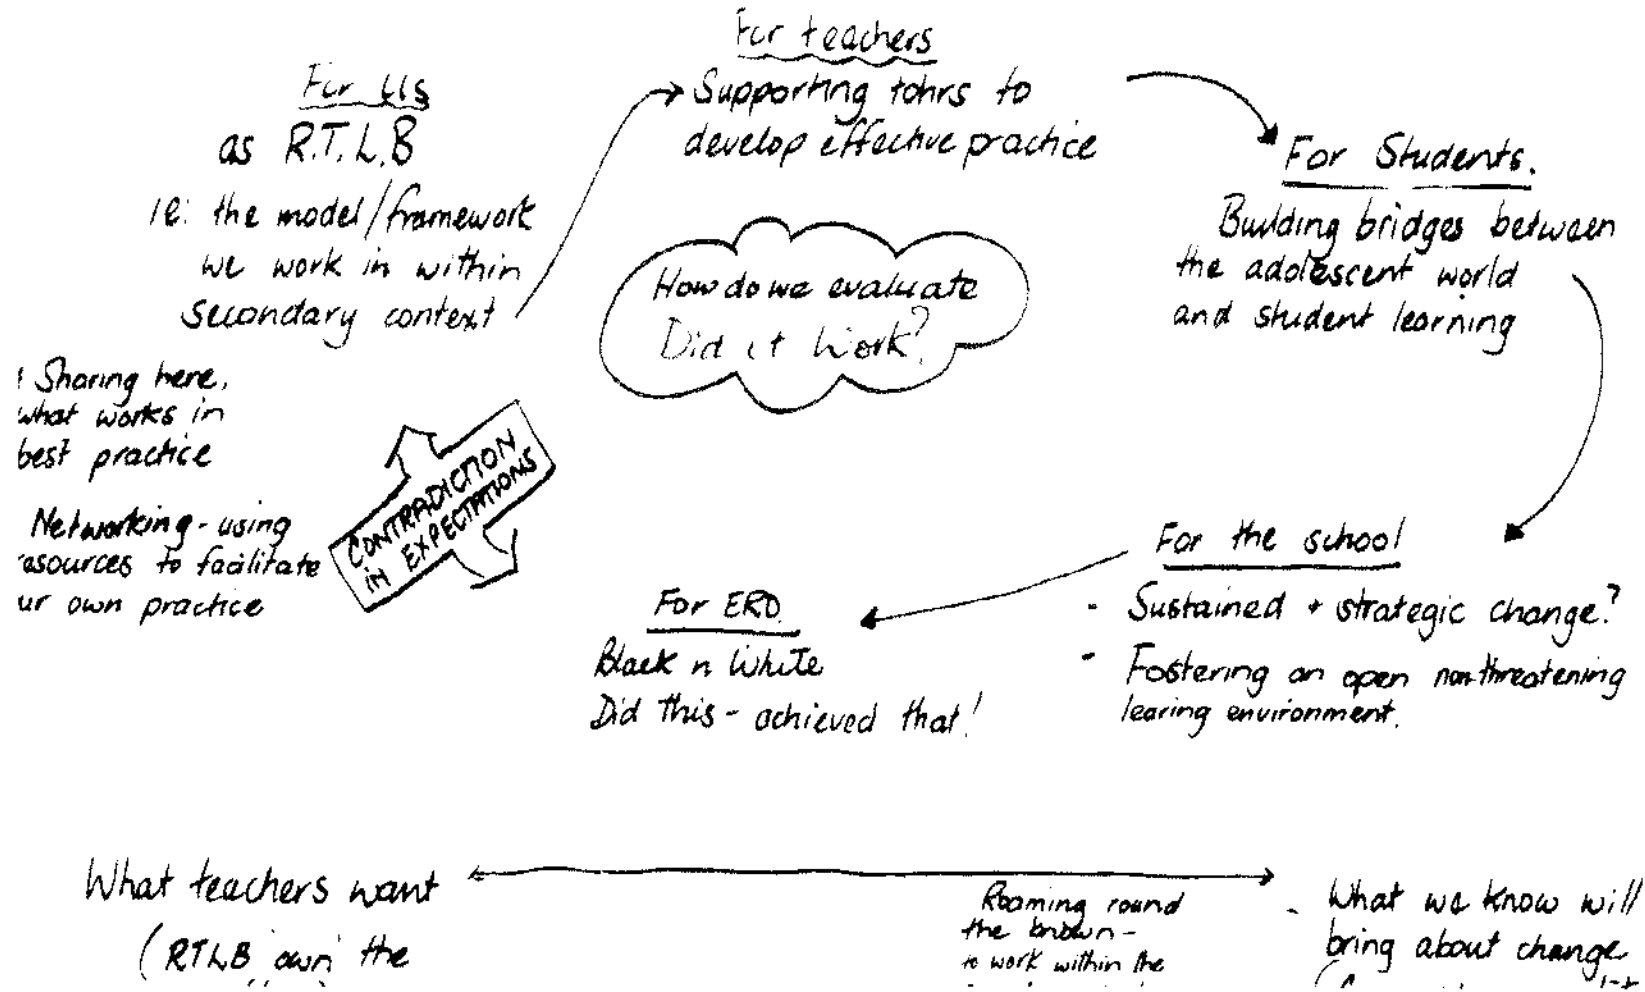 For Us
as R.T.L.B
ie: the model/framework
we work in within
secondary context
For teachers
Supporting tchrs to
develop effective practice
For Students.
Building bridges between
the adolescent world
and student learning
How do we evaluate
Did it work?
! Sharing here,
what works in
best practice
Networking - using
esources to facilitate
ur own practice
CONTRADICTION
IN EXPECTATIONS
For the school
- Sustained + strategic change?
- Fostering an open non-threatening
learing environment.
For ERO.
Black n White
Did this - achieved that!
What teachers want
(RTLB 'own' the
Roaming round
the known -
to work within the
- What we know will
bring about change